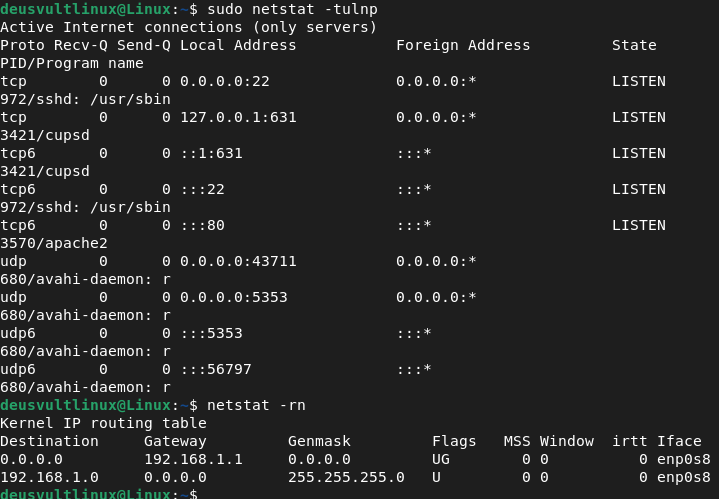 deusvultlinux@Linux:~$ sudo netstat -tulnp
Active Internet connections (only servers)
Proto Recv-Q Send-Q Local Address           Foreign Address         State
PID/Program name
tcp        0      0 0.0.0.0:22              0.0.0.0:*               LISTEN
972/sshd: /usr/sbin
tcp        0      0 127.0.0.1:631           0.0.0.0:*               LISTEN
3421/cupsd
tcp6       0      0 ::1:631                 :::*                    LISTEN
3421/cupsd
tcp6       0      0 :::22                   :::*                    LISTEN
972/sshd: /usr/sbin
tcp6       0      0 :::80                   :::*                    LISTEN
3570/apache2
udp        0      0 0.0.0.0:43711           0.0.0.0:*
680/avahi-daemon: r
udp        0      0 0.0.0.0:5353            0.0.0.0:*
680/avahi-daemon: r
udp6       0      0 :::5353                 :::*
680/avahi-daemon: r
udp6       0      0 :::56797                :::*
680/avahi-daemon: r
deusvultlinux@Linux:~$ netstat -rn
Kernel IP routing table
Destination     Gateway         Genmask         Flags   MSS Window  irtt Iface
0.0.0.0         192.168.1.1     0.0.0.0         UG        0 0          0 enp0s8
192.168.1.0     0.0.0.0         255.255.255.0   U         0 0          0 enp0s8
deusvultlinux@Linux:~$